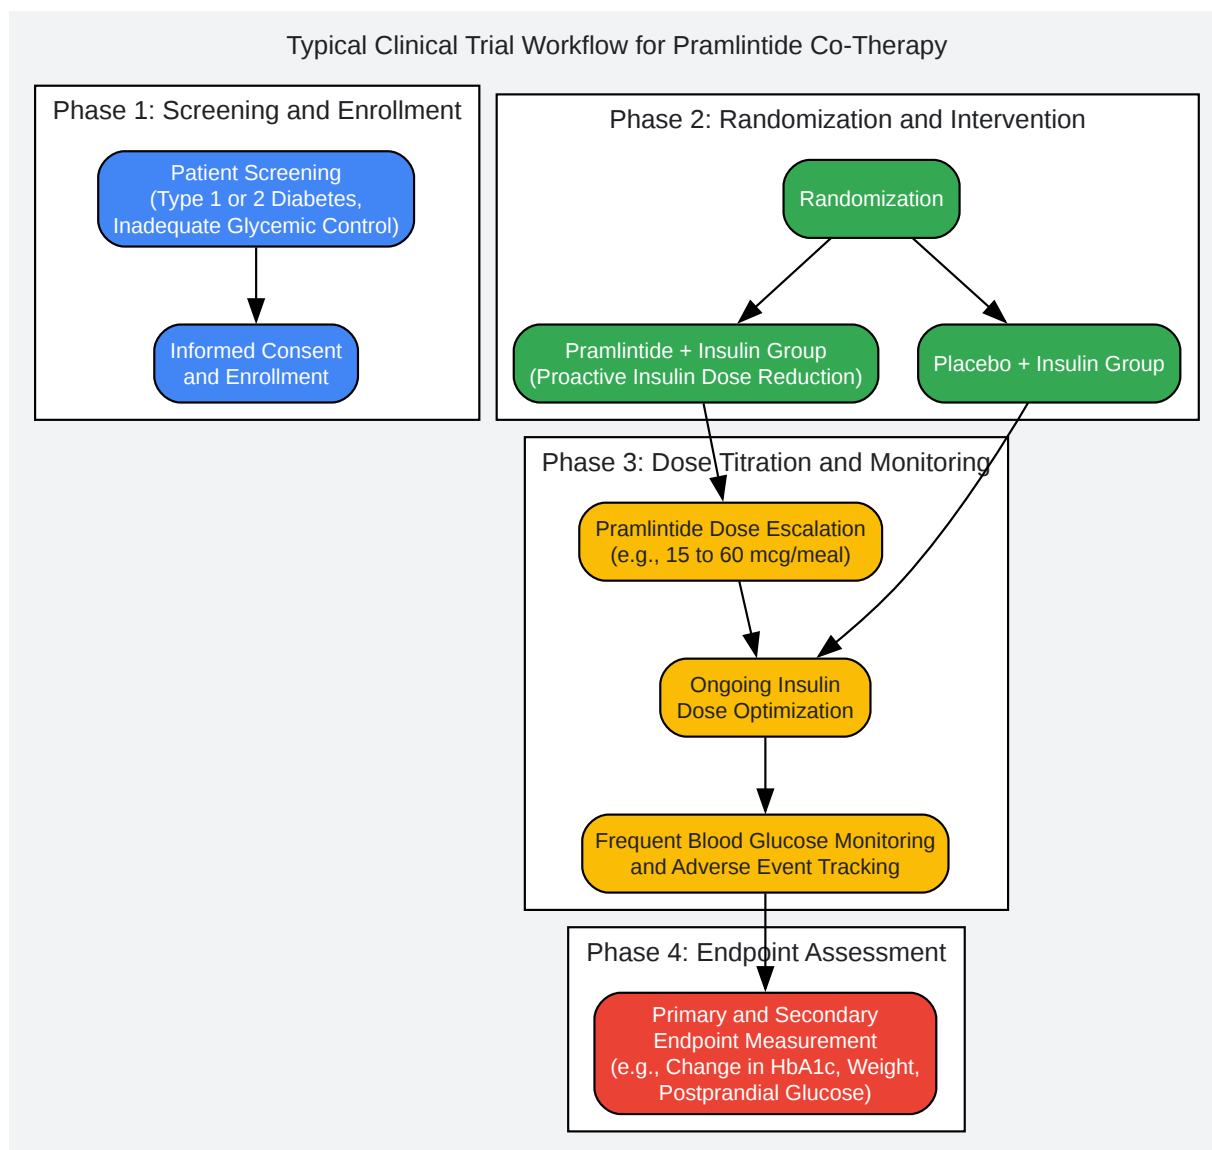 Typical Clinical Trial Workflow for Pramlintide Co-Therapy
Phase 1: Screening and Enrollment
Patient Screening
(Type 1 or 2 Diabetes,
Inadequate Glycemic Control)
Informed Consent
and Enrollment
Phase 2: Randomization and Intervention
Randomization
Pramlintide + Insulin Group
(Proactive Insulin Dose Reduction)
Placebo + Insulin Group
Phase 3: Dose Titration and Monitoring
Pramlintide Dose Escalation
(e.g., 15 to 60 mcg/meal)
Ongoing Insulin
Dose Optimization
Frequent Blood Glucose Monitoring
and Adverse Event Tracking
Phase 4: Endpoint Assessment
Primary and Secondary
Endpoint Measurement
(e.g., Change in HbA1c, Weight,
Postprandial Glucose)